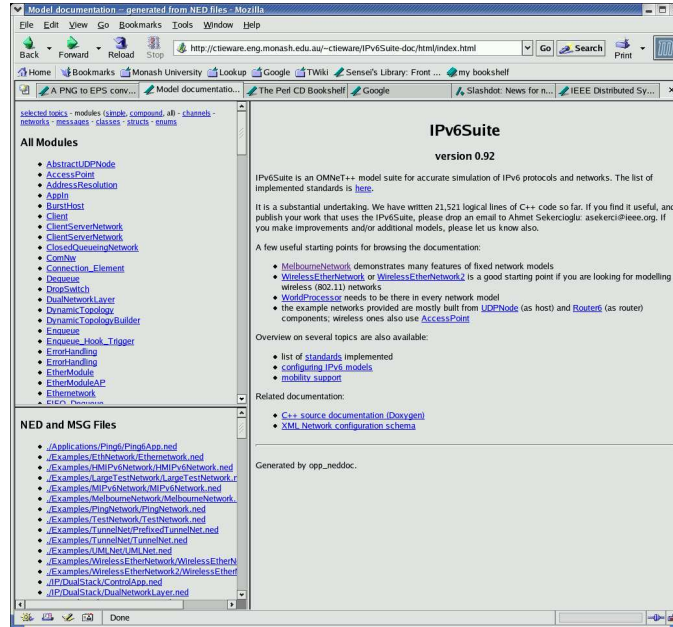 Model documentation -- generated from NED files - Mozilla
File Edit View Go Bookmarks Tools Window Help
Back Forward Reload Stop http://ctieware.eng.monash.edu.au/~ctieware/IPv6Suite-doc/html/index.html Go Search Print
Home Bookmarks Monash University Lookup Google TWiki Sensei's Library: Front ... my bookshelf
A PNG to EPS conv... Model documentatio... The Perl CD Bookshelf Google Slashdot: News for n... IEEE Distributed Sy...
selected topics - modules (simple, compound, all) - channels -
networks - messages - classes - structs - enums
All Modules
AbstractUDPNode
AccessPoint
AddressResolution
AppIn
BurstHost
Client
ClientServerNetwork
ClientServerNetwork
ClosedQueueingNetwork
ComNw
Connection_Element
Dequeue
DropSwitch
DualNetworkLayer
DynamicTopology
DynamicTopologyBuilder
Enqueue
Enqueue_Hook_Trigger
ErrorHandling
ErrorHandling
EtherModule
EtherModuleAP
Ethernetwork
FIFO_Dequeue
NED and MSG Files
./Applications/Ping6/Ping6App.ned
./Examples/EthNetwork/Ethernetwork.ned
./Examples/HMIPv6Network/HMIPv6Network.ned
./Examples/LargeTestNetwork/LargeTestNetwork.n
./Examples/MIPv6Network/MIPv6Network.ned
./Examples/MelbourneNetwork/MelbourneNetwork.
./Examples/PingNetwork/PingNetwork.ned
./Examples/TestNetwork/TestNetwork.ned
./Examples/TunnelNet/PrefixedTunnelNet.ned
./Examples/TunnelNet/TunnelNet.ned
./Examples/UMLNet/UMLNet.ned
./Examples/WirelessEtherNetwork/WirelessEtherN
./Examples/WirelessEtherNetwork2/WirelessEtherN
./IP/DualStack/ControlApp.ned
./IP/DualStack/DualNetworkLayer.ned
IPv6Suite
version 0.92
IPv6Suite is an OMNeT++ model suite for accurate simulation of IPv6 protocols and networks. The list of
implemented standards is here.
It is a substantial undertaking. We have written 21,521 logical lines of C++ code so far. If you find it useful, and
publish your work that uses the IPv6Suite, please drop an email to Ahmet Sekercioglu: asekerci@ieee.org. If
you make improvements and/or additional models, please let us know also.
A few useful starting points for browsing the documentation:
MelbourneNetwork demonstrates many features of fixed network models
WirelessEtherNetwork or WirelessEtherNetwork2 is a good starting point if you are looking for modelling
wireless (802.11) networks
WorldProcessor needs to be there in every network model
the example networks provided are mostly built from UDPNode (as host) and Router6 (as router)
components; wireless ones also use AccessPoint
Overview on several topics are also available:
list of standards implemented
configuring IPv6 models
mobility support
Related documentation:
C++ source documentation (Doxygen)
XML Network configuration schema
Generated by opp_neddoc.
Done